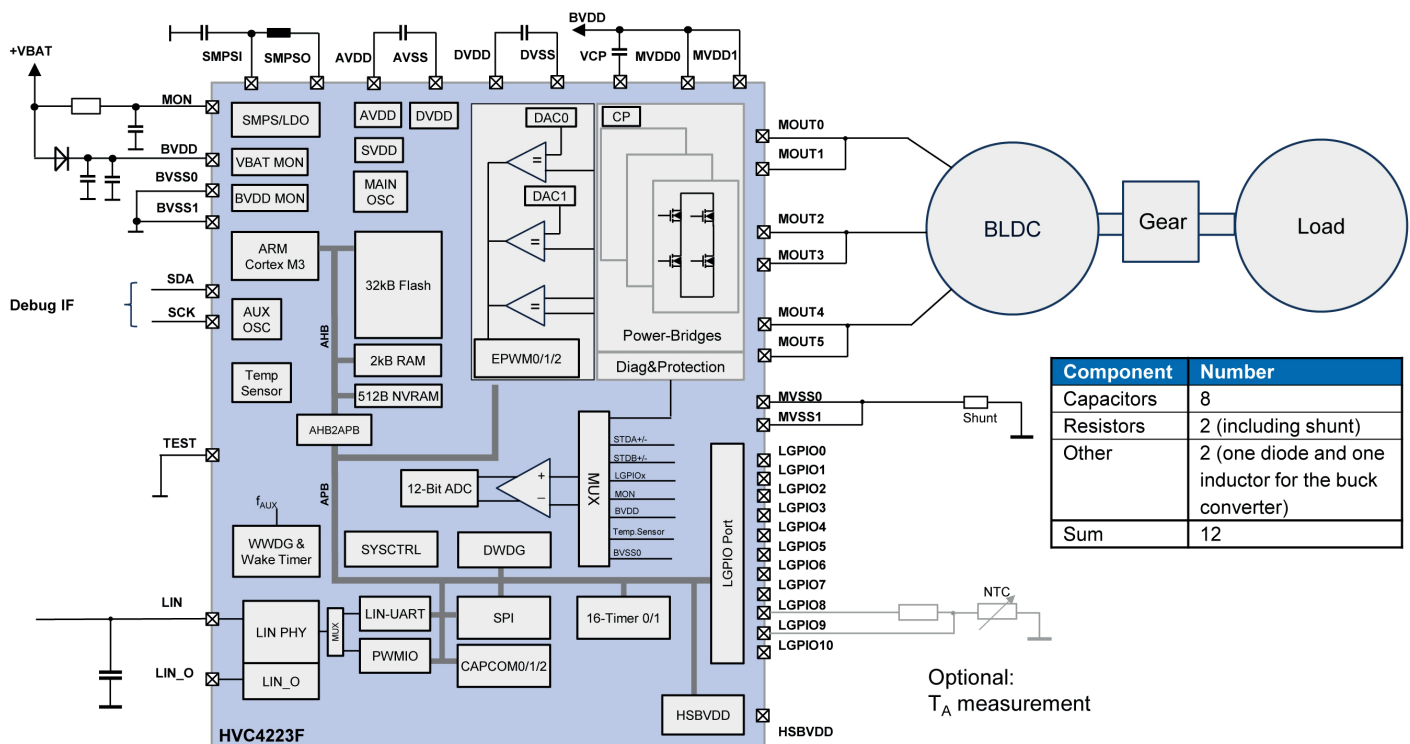 BVDD
+VBAT
SMPSI
SMPSO
AVDD
AVSS
DVDD
DVSS
VCP
MVDD0
MVDD1
MON
BVDD
BVSS0
BVSS1
SDA
SCK
Debug IF
TEST
LIN
LIN_O
SMPS/LDO
VBAT MON
BVDD MON
AVDD
DVDD
SVDD
MAIN
OSC
ARM
Cortex M3
32kB Flash
AUX
OSC
AHB
2kB RAM
Temp
Sensor
512B NVRAM
AHB2APB
DAC0
=
DAC1
=
=
EPWM0/1/2
CP
Power-Bridges
Diag&Protection
MOUT0
MOUT1
MOUT2
MOUT3
MOUT4
MOUT5
BLDC
Gear
Load
MVSS0
MVSS1
Shunt
Component Number
Capacitors 8
Resistors 2 (including shunt)
Other 2 (one diode and one
inductor for the buck
converter)
Sum 12
12-Bit ADC
+
–
MUX
STDA+/-
STDB+/-
LGPIOx
MON
BVDD
Temp.Sensor
BVSS0
LGPIO Port
LGPIO0
LGPIO1
LGPIO2
LGPIO3
LGPIO4
LGPIO5
LGPIO6
LGPIO7
LGPIO8
LGPIO9
LGPIO10
NTC
Optional:
TA measurement
APB
fAUX
WWDG &
Wake Timer
SYSCTRL
DWDG
LIN PHY
LIN_O
MUX
LIN-UART
PWMIO
SPI
CAPCOM0/1/2
16-Timer 0/1
HSBVDD
HSBVDD
HVC4223F